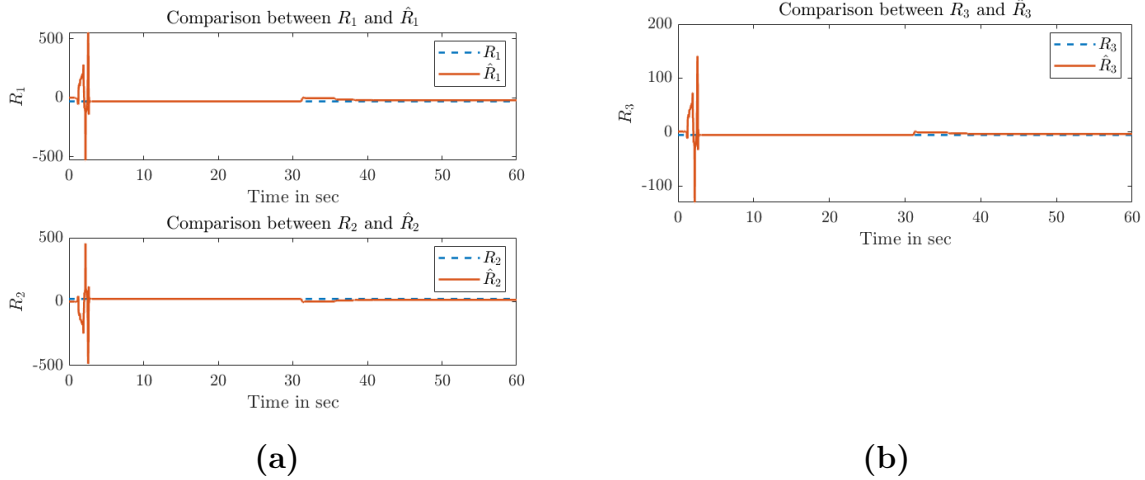 Comparison between R₁ and R̂₁
500
0
-500
R₁
R₁
R̂₁
0 10 20 30 40 50 60
Time in sec
Comparison between R₂ and R̂₂
500
0
-500
R₂
R₂
R̂₂
0 10 20 30 40 50 60
Time in sec
(a)
Comparison between R₃ and R̂₃
200
100
0
-100
R₃
R₃
R̂₃
0 10 20 30 40 50 60
Time in sec
(b)